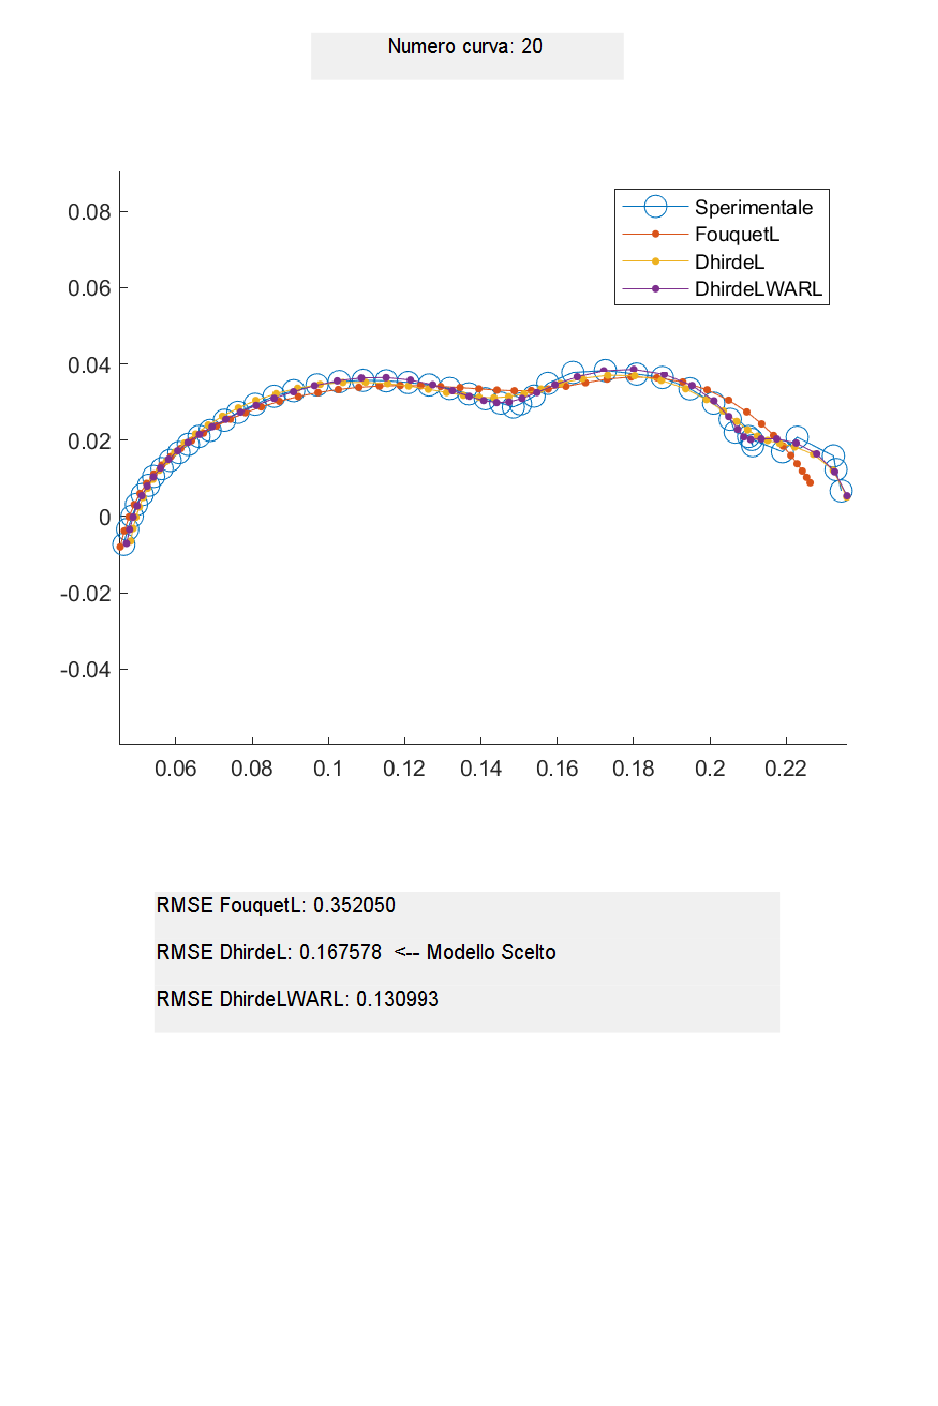 Numero curva: 20
Sperimentale
FouquetL
DhirdeL
DhirdeLWARL
0.08
0.06
0.04
0.02
0
-0.02
-0.04
0.06 0.08 0.1 0.12 0.14 0.16 0.18 0.2 0.22
RMSE FouquetL: 0.352050
RMSE DhirdeL: 0.167578 <-- Modello Scelto
RMSE DhirdeLWARL: 0.130993